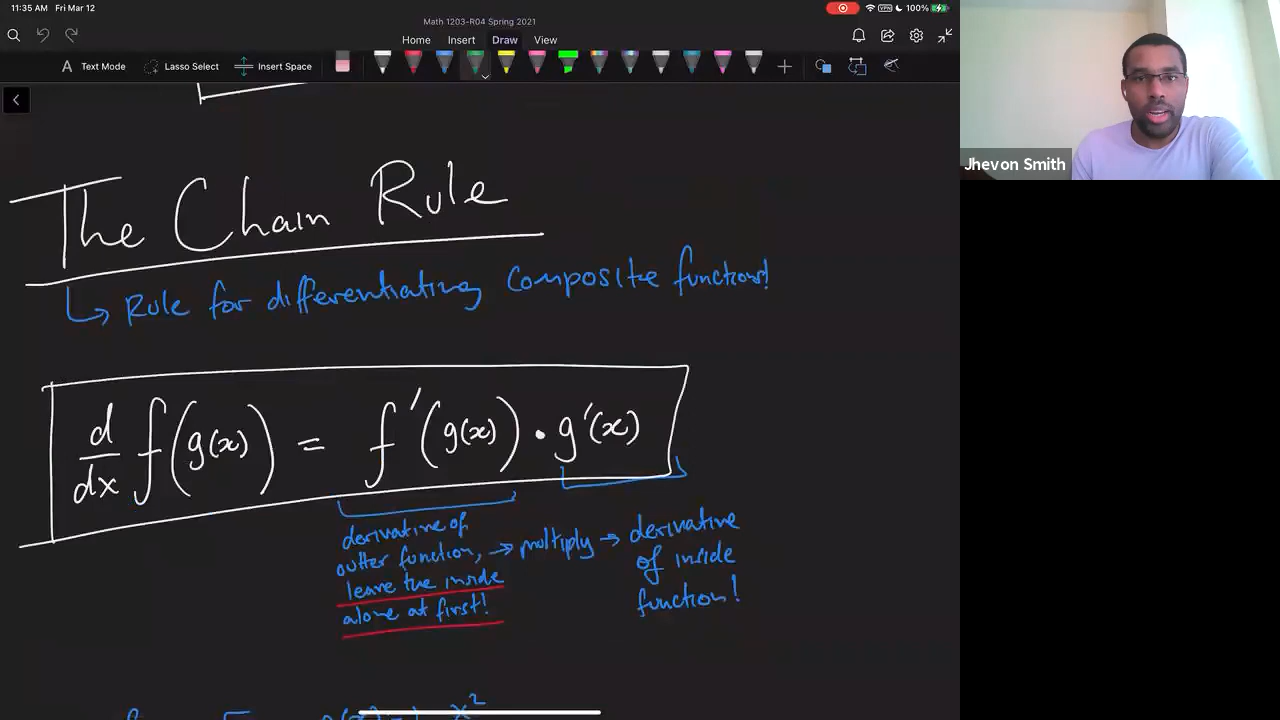 11:35 AM Fri Mar 12
100%
Math 1203-R04 Spring 2021
Home Insert Draw View
Text Mode Lasso Select Insert Space
Jhevon Smith
The Chain Rule
↳ Rule for differentiating composite functions!
d/dx f(g(x)) = f'(g(x)) · g'(x)
derivative of
outter function,
leave the inside
alone at first!
→ multiply →
derivative
of inside
function!
x²